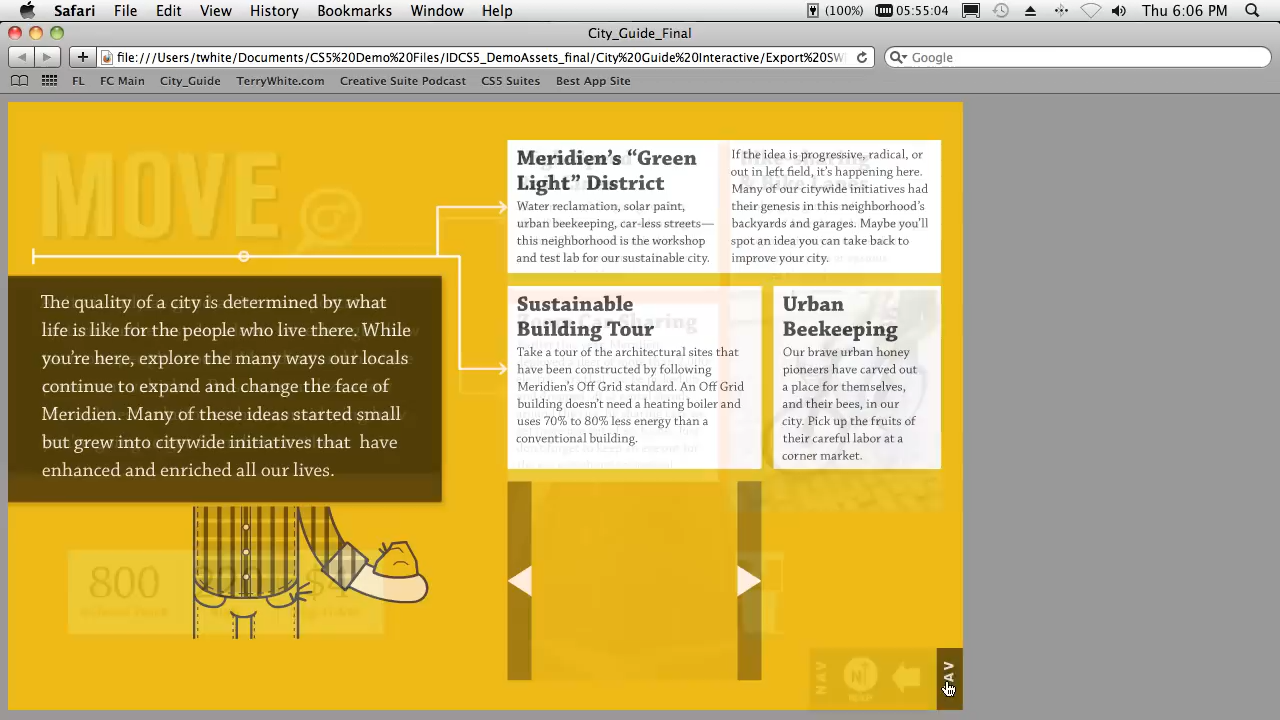 Safari File Edit View History Bookmarks Window Help (100%) 05:55:04 Thu 6:06 PM
City_Guide_Final
file:///Users/twhite/Documents/CS5%20Demo%20Files/IDCS5_DemoAssets_final/City%20Guide%20Interactive/Export%20SW Google
FL FC Main City_Guide TerryWhite.com Creative Suite Podcast CS5 Suites Best App Site
MOVE
The quality of a city is determined by what
life is like for the people who live there. While
you're here, explore the many ways our locals
continue to expand and change the face of
Meridien. Many of these ideas started small
but grew into citywide initiatives that have
enhanced and enriched all our lives.
800
Meridien's “Green
Light” District
Water reclamation, solar paint,
urban beekeeping, car-less streets—
this neighborhood is the workshop
and test lab for our sustainable city.
If the idea is progressive, radical, or
out in left field, it's happening here.
Many of our citywide initiatives had
their genesis in this neighborhood's
backyards and garages. Maybe you'll
spot an idea you can take back to
improve your city.
Sustainable
Building Tour
Take a tour of the architectural sites that
have been constructed by following
Meridien's Off Grid standard. An Off Grid
building doesn't need a heating boiler and
uses 70% to 80% less energy than a
conventional building.
Urban
Beekeeping
Our brave urban honey
pioneers have carved out
a place for themselves,
and their bees, in our
city. Pick up the fruits of
their careful labor at a
corner market.
NAV
N
MAP
NAV